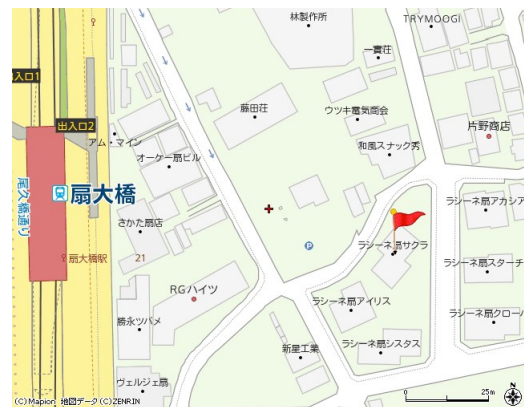 林製作所
TRYMOOGI
一貫荘
出入口1
藤田荘
ウツキ電気商会
出入口2
片野商店
アム・マイン
和風スナック秀
オーケー扇ビル
尾久橋通り
扇大橋
ラシーネ扇アカシア
さかた扇店
ラシーネ扇サクラ
P
扇大橋駅
21
ラシーネ扇スターチ
RGハイツ
ラシーネ扇アイリス
勝永ツバメ
ラシーネ扇クローバ
新星工業
ラシーネ扇シスタス
ヴェルジェ扇
N
0
25m
(C)Mapion 地図データ(C)ZENRIN